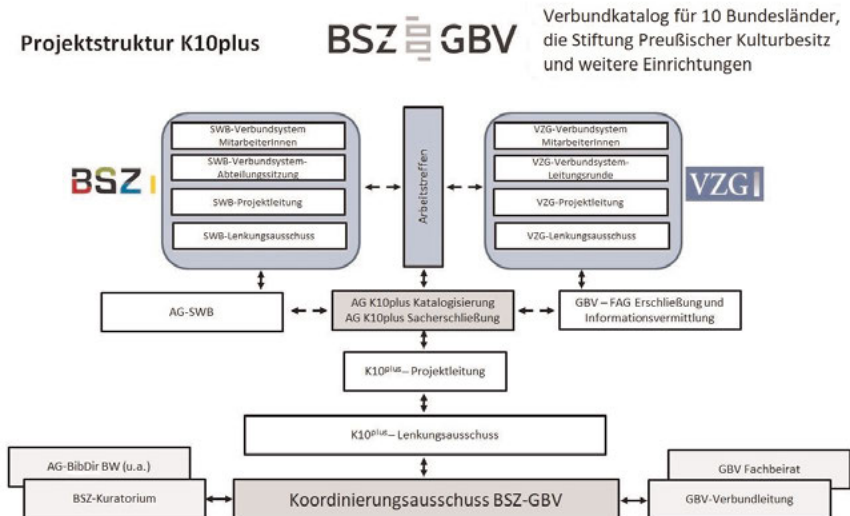 Projektstruktur K10plus
BSZ GBV
Verbundkatalog für 10 Bundesländer,
die Stiftung Preußischer Kulturbesitz
und weitere Einrichtungen
BSZ
SWB-Verbundsystem
MitarbeiterInnen
SWB-Verbundsystem-
Abteilungssitzung
SWB-Projektleitung
SWB-Lenkungsausschuss
Arbeitstreffen
VZG-Verbundsystem
MitarbeiterInnen
VZG-Verbundsystem-
Leitungsrunde
VZG-Projektleitung
VZG-Lenkungsausschuss
VZG
AG-SWB
AG K10plus Katalogisierung
AG K10plus Sacherschließung
GBV – FAG Erschließung und
Informationsvermittlung
K10plus– Projektleitung
K10plus– Lenkungsausschuss
AG-BibDir BW (u.a.)
BSZ-Kuratorium
Koordinierungsausschuss BSZ-GBV
GBV Fachbeirat
GBV-Verbundleitung